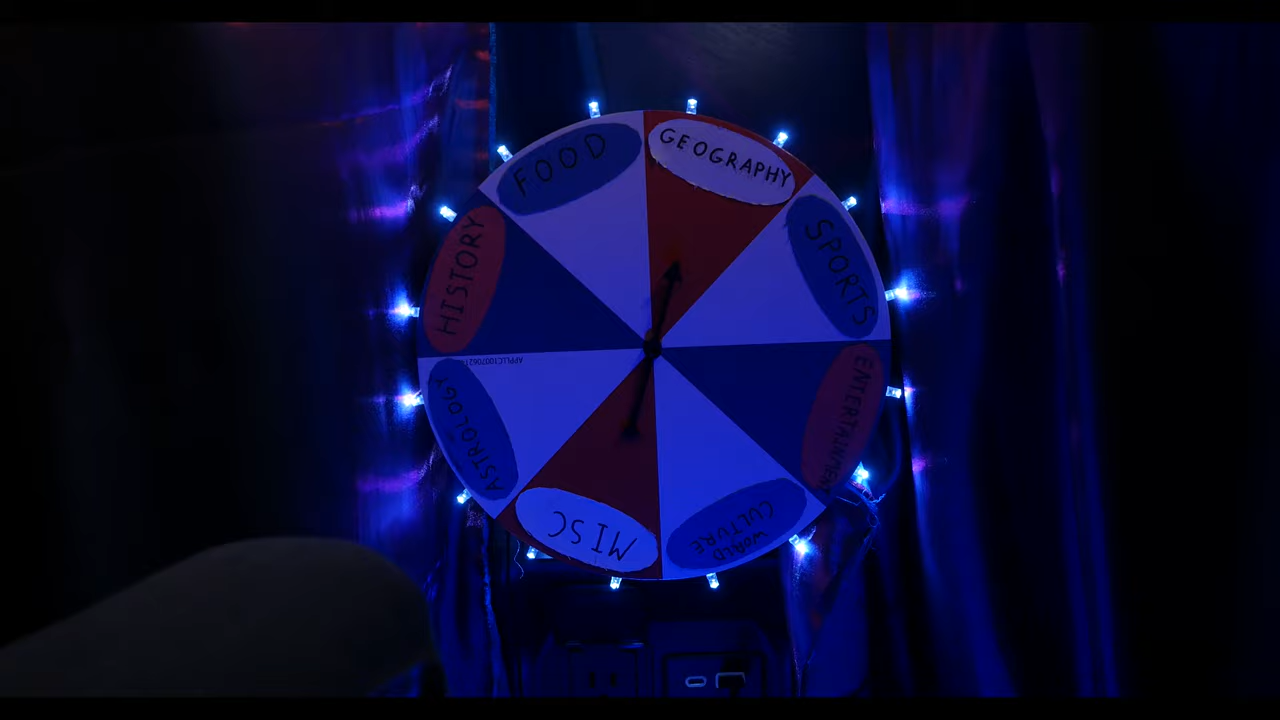 FOOD
GEOGRAPHY
SPORTS
HISTORY
ENTERTAINMENT
ASTROLOGY
MISC
WORLD
CULTURE